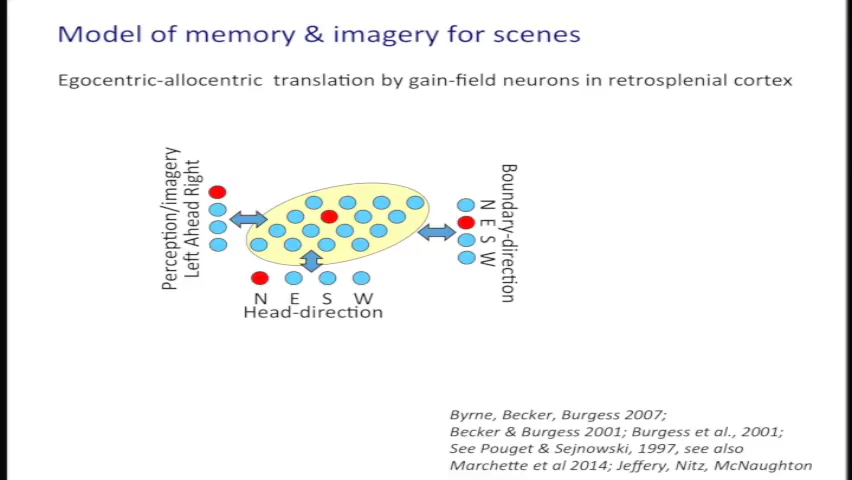 Model of memory & imagery for scenes
Egocentric-allocentric translation by gain-field neurons in retrosplenial cortex
Perception/imagery
Left Ahead Right
Boundary-direction
N E S W
N E S W
Head-direction
Byrne, Becker, Burgess 2007;
Becker & Burgess 2001; Burgess et al., 2001;
See Pouget & Sejnowski, 1997, see also
Marchette et al 2014; Jeffery, Nitz, McNaughton